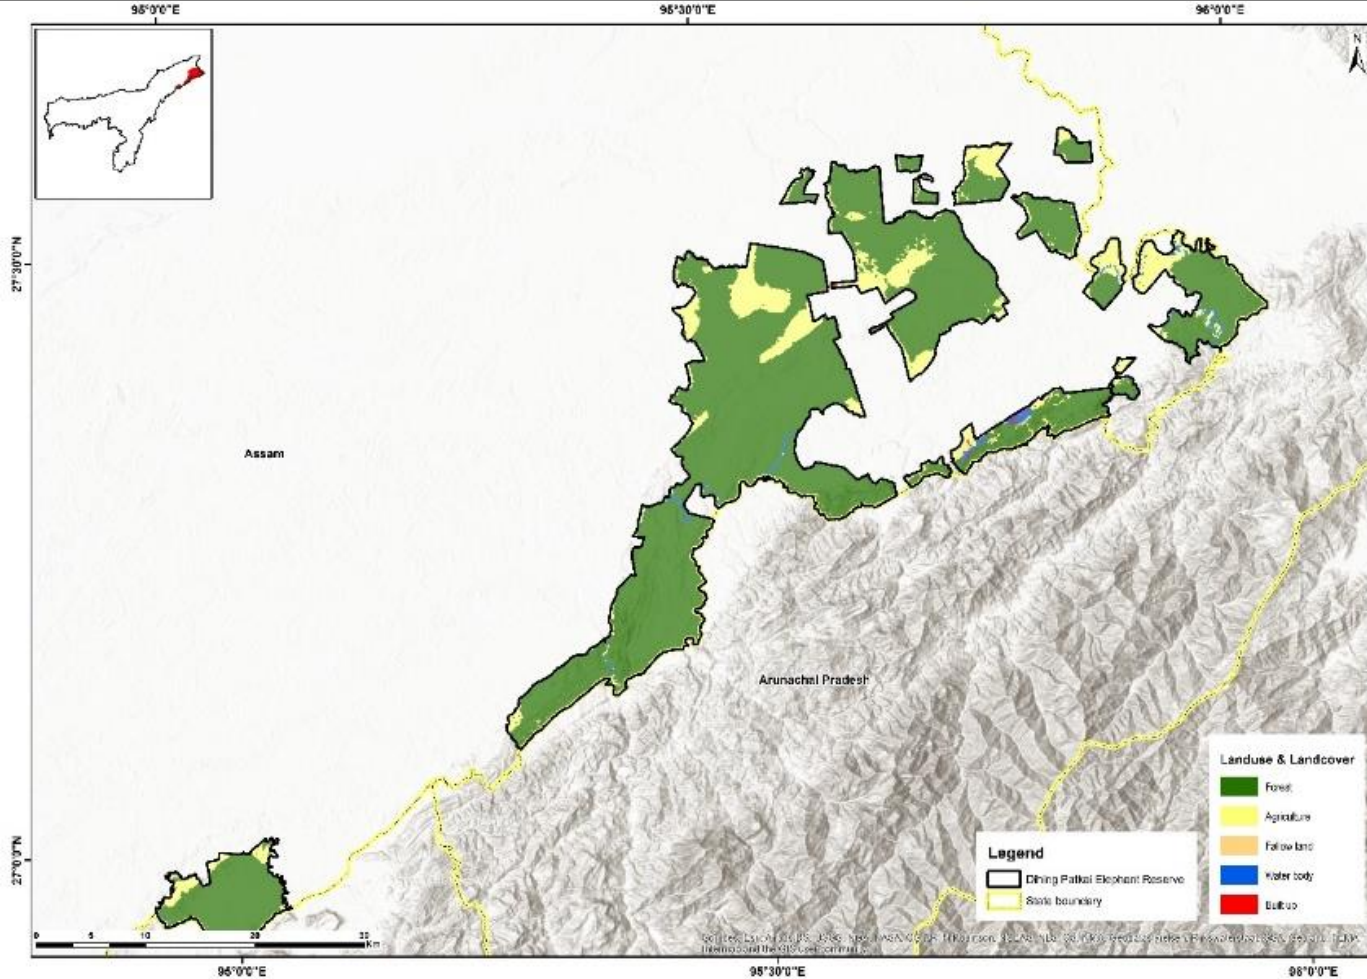 95°0'0"E
95°30'0"E
96°0'0"E
N
27°30'0"N
Assam
Arunachal Pradesh
Landuse & Landcover
Forest
Agriculture
Fallow land
Water body
Built up
Legend
Dihing Patkai Elephant Reserve
State boundary
27°0'0"N
0 5 10 20 30
Km
95°0'0"E
95°30'0"E
96°0'0"E